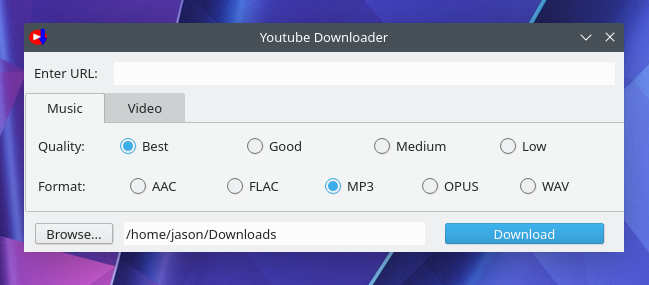 Youtube Downloader
Enter URL:
Music Video
Quality: Best Good Medium Low
Format: AAC FLAC MP3 OPUS WAV
Browse... /home/jason/Downloads Download